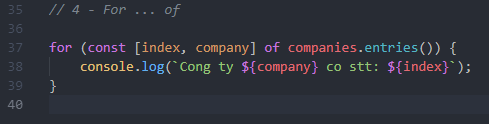 35 // 4 - For ... of
36
37 for (const [index, company] of companies.entries()) {
38 console.log(`Cong ty ${company} co stt: ${index}`);
39 }
40